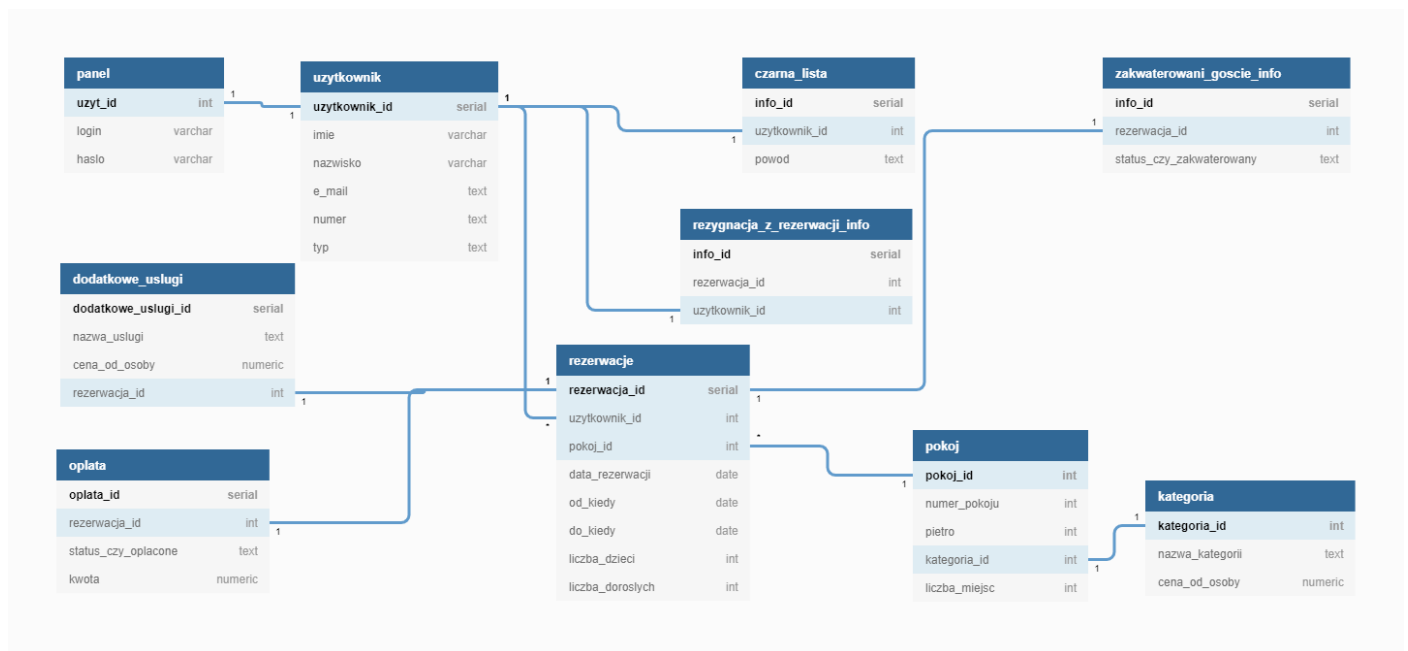 panel
uzyt_id int
login varchar
haslo varchar
1
1
uzytkownik
uzytkownik_id serial
imie varchar
nazwisko varchar
e_mail text
numer text
typ text
1
czarna_lista
info_id serial
uzytkownik_id int
powod text
1
zakwaterowani_goscie_info
info_id serial
rezerwacja_id int
status_czy_zakwaterowany text
1
rezygnacja_z_rezerwacji_info
info_id serial
rezerwacja_id int
uzytkownik_id int
1
dodatkowe_uslugi
dodatkowe_uslugi_id serial
nazwa_uslugi text
cena_od_osoby numeric
rezerwacja_id int
1
rezerwacje
rezerwacja_id serial
uzytkownik_id int
pokoj_id int
data_rezerwacji date
od_kiedy date
do_kiedy date
liczba_dzieci int
liczba_doroslych int
1
*
1
*
oplata
oplata_id serial
rezerwacja_id int
status_czy_oplacone text
kwota numeric
1
pokoj
pokoj_id int
numer_pokoju int
pietro int
kategoria_id int
liczba_miejsc int
1
1
kategoria
kategoria_id int
nazwa_kategorii text
cena_od_osoby numeric
1